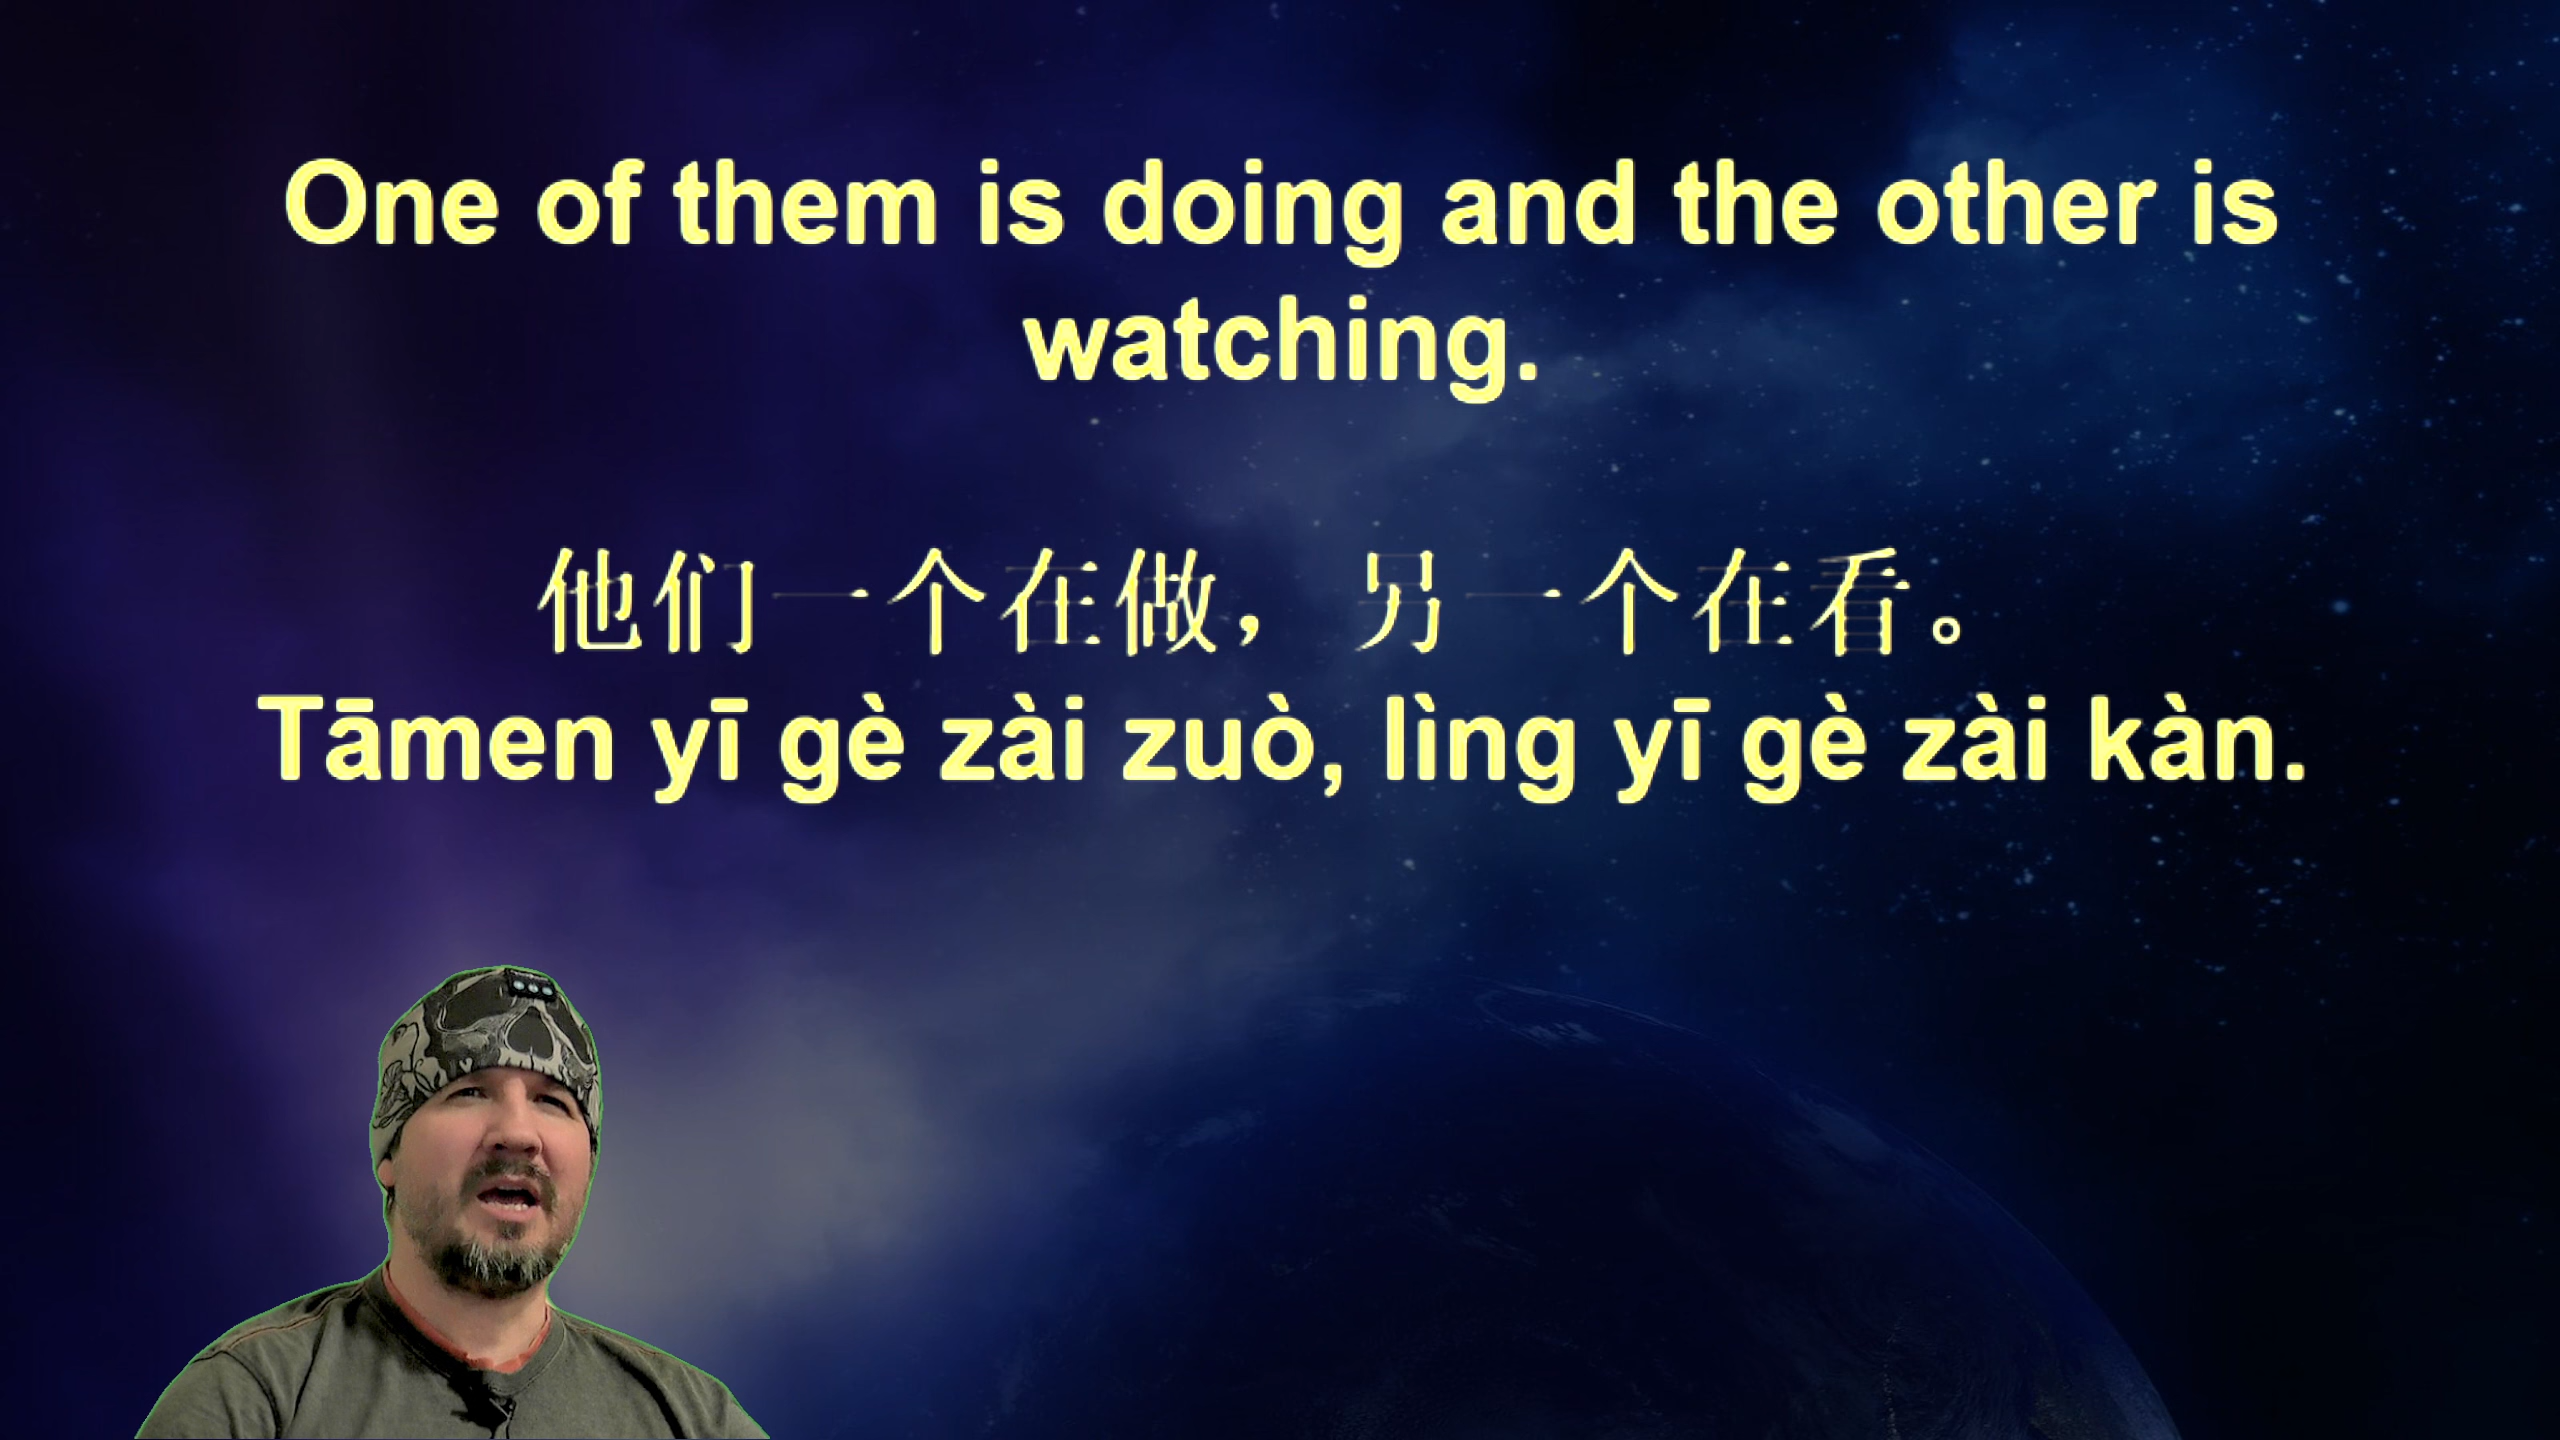 One of them is doing and the other is
watching.
他们一个在做，另一个在看。
Tāmen yī gè zài zuò, lìng yī gè zài kàn.